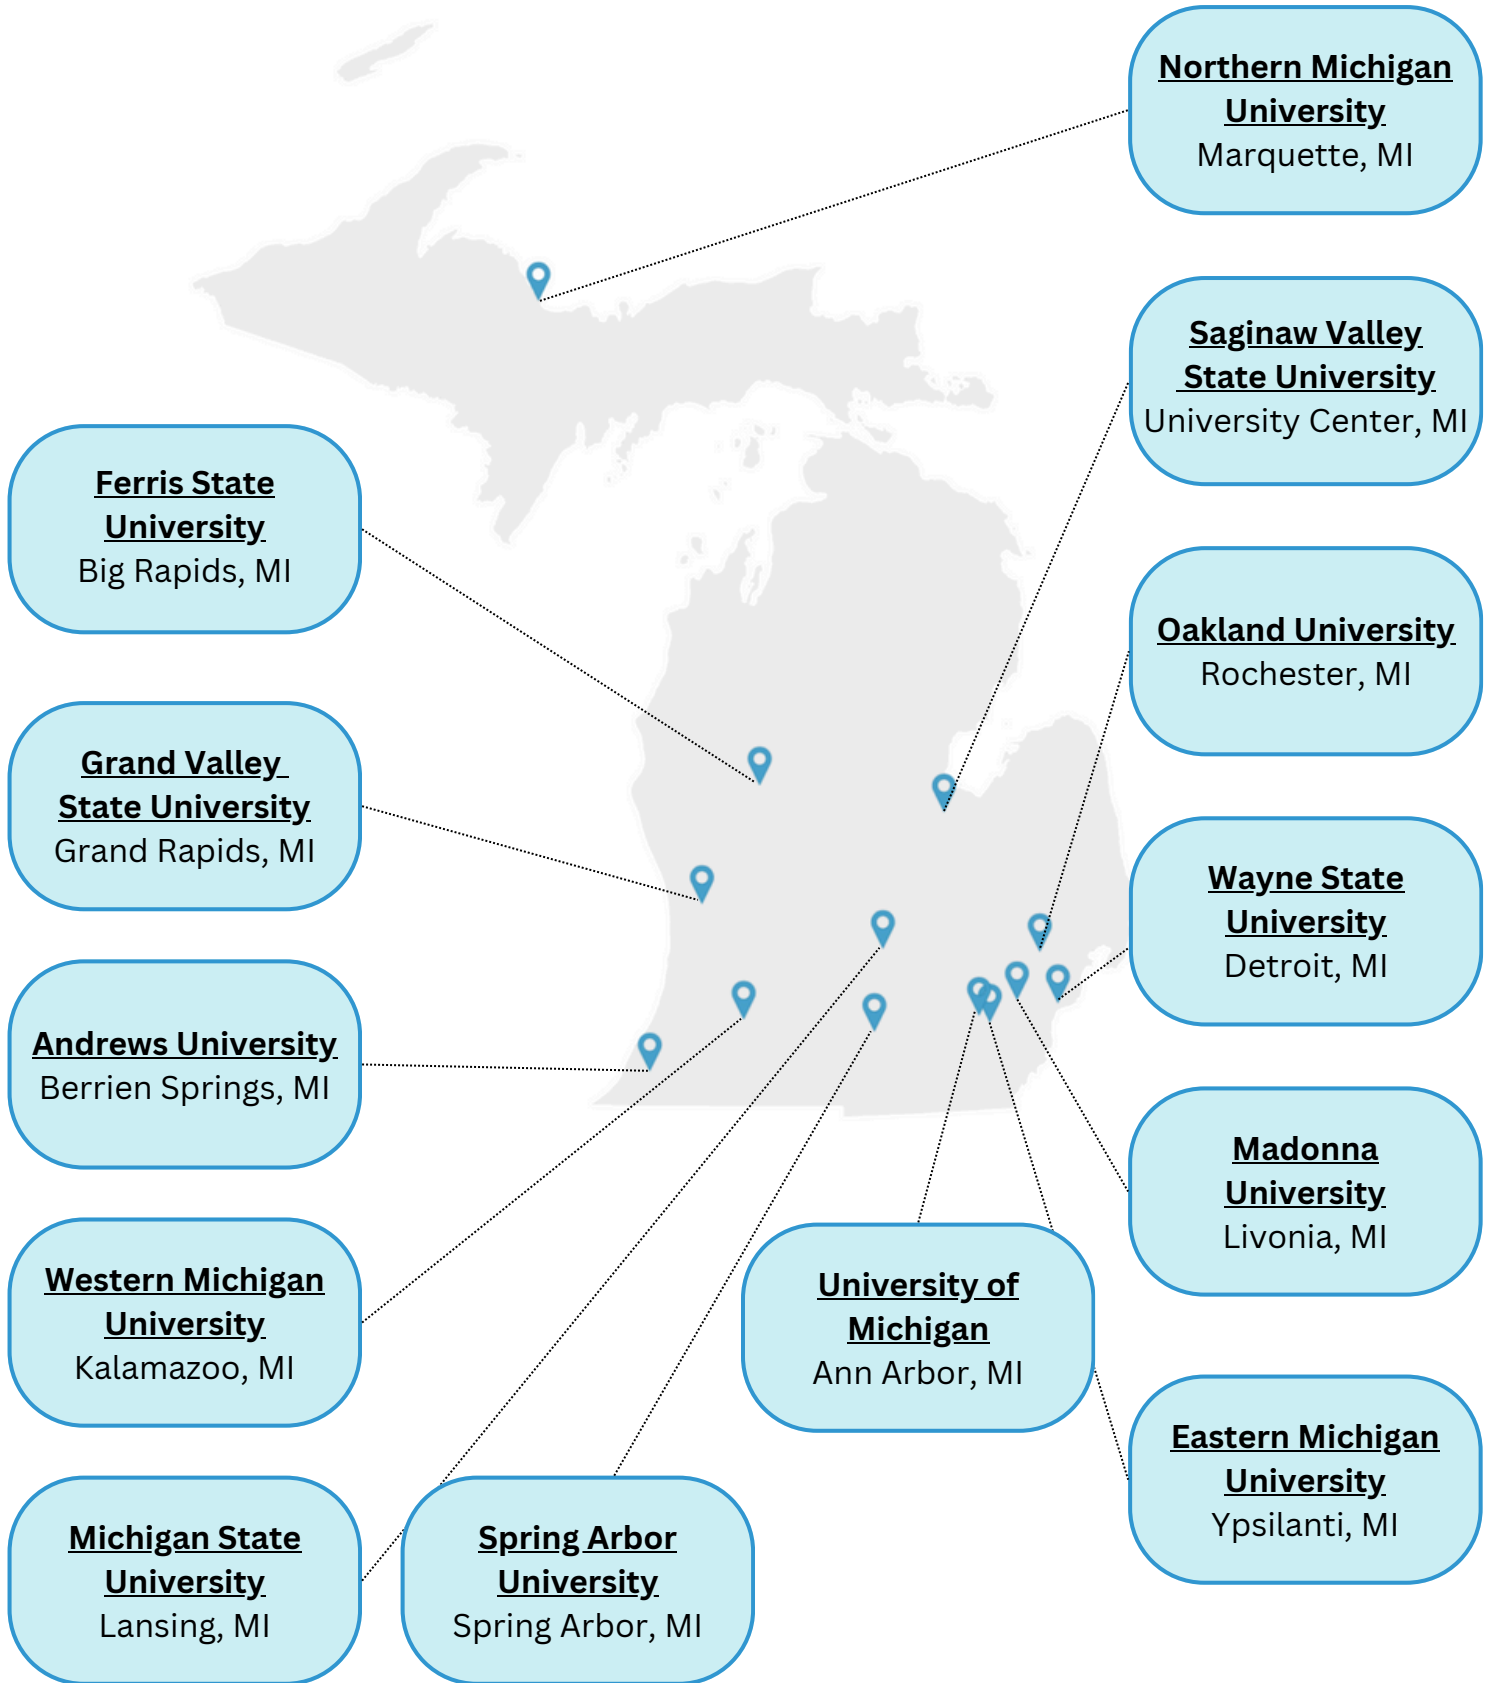 Northern Michigan
University
Marquette, MI
Saginaw Valley
State University
University Center, MI
Ferris State
University
Big Rapids, MI
Oakland University
Rochester, MI
Grand Valley
State University
Grand Rapids, MI
Wayne State
University
Detroit, MI
Andrews University
Berrien Springs, MI
Madonna
University
Livonia, MI
Western Michigan
University
Kalamazoo, MI
University of
Michigan
Ann Arbor, MI
Eastern Michigan
University
Ypsilanti, MI
Michigan State
University
Lansing, MI
Spring Arbor
University
Spring Arbor, MI